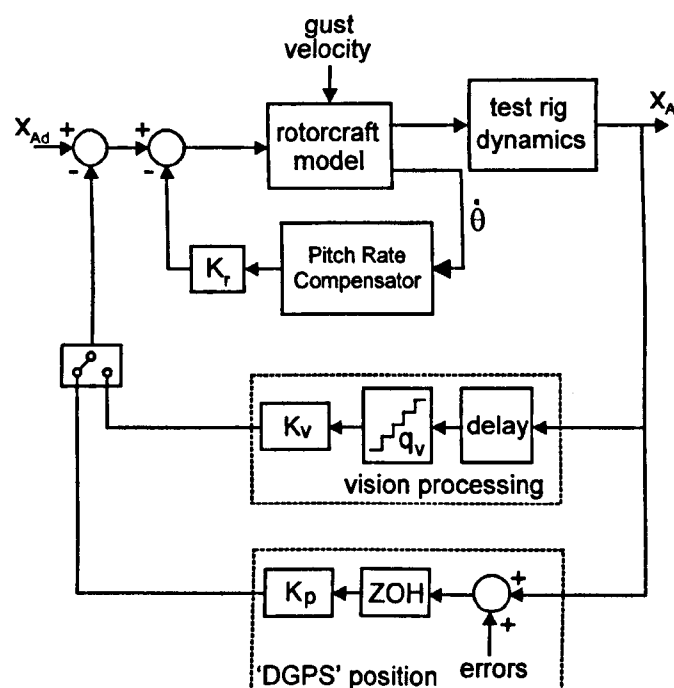 gust
velocity
X_Ad
+
-
+
-
rotorcraft
model
test rig
dynamics
X_A
θ̇
K_r
Pitch Rate
Compensator
K_v
q_v
delay
vision processing
K_p
ZOH
+
+
errors
'DGPS' position